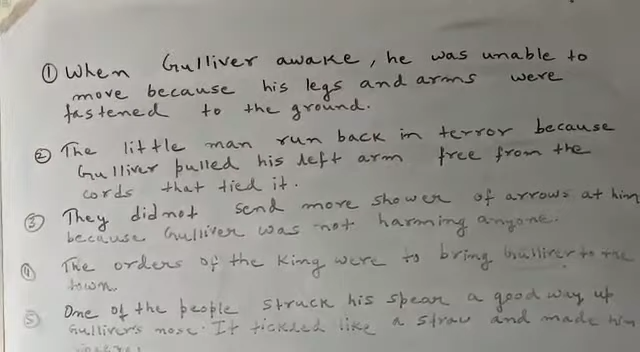 ① When Gulliver awake, he was unable to
move because his legs and arms were
fastened to the ground.
② The little man run back in terror because
Gulliver pulled his left arm free from the
cords that tied it.
③ They did not send more shower of arrows at him
because Gulliver was not harming anyone.
④ The orders of the King were to bring Gulliver to the
town.
⑤ One of the people struck his spear a good way up
Gulliver's nose. It tickled like a straw and made him